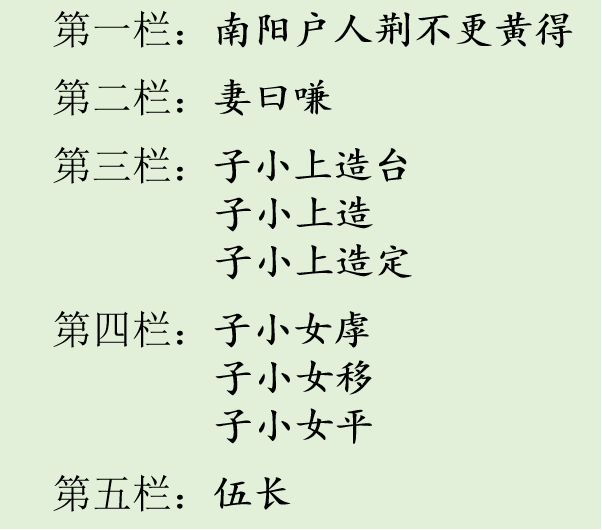 第一栏：南阳户人荆不更黄得
第二栏：妻曰嗛
第三栏：子小上造台
子小上造
子小上造定
第四栏：子小女虖
子小女移
子小女平
第五栏：伍长